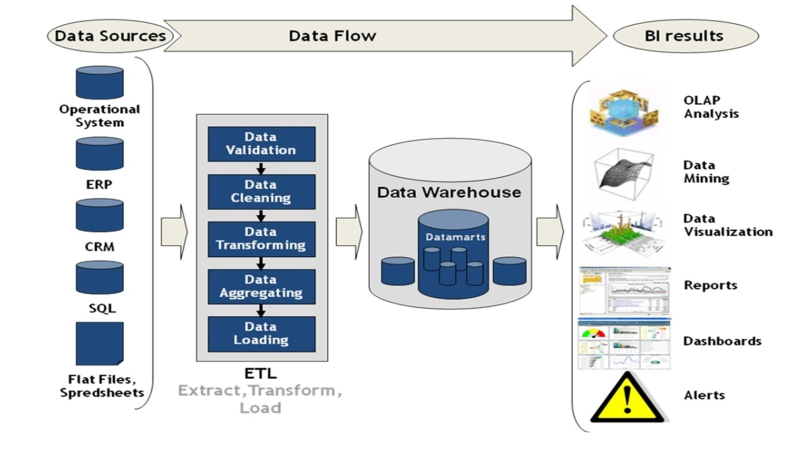 Data Sources
Data Flow
BI results
Operational
System
ERP
CRM
SQL
Flat Files,
Spredsheets
Data
Validation
Data
Cleaning
Data
Transforming
Data
Aggregating
Data
Loading
ETL
Extract,Transform,
Load
Data Warehouse
Datamarts
OLAP
Analysis
Data
Mining
Data
Visualization
Reports
Dashboards
Alerts